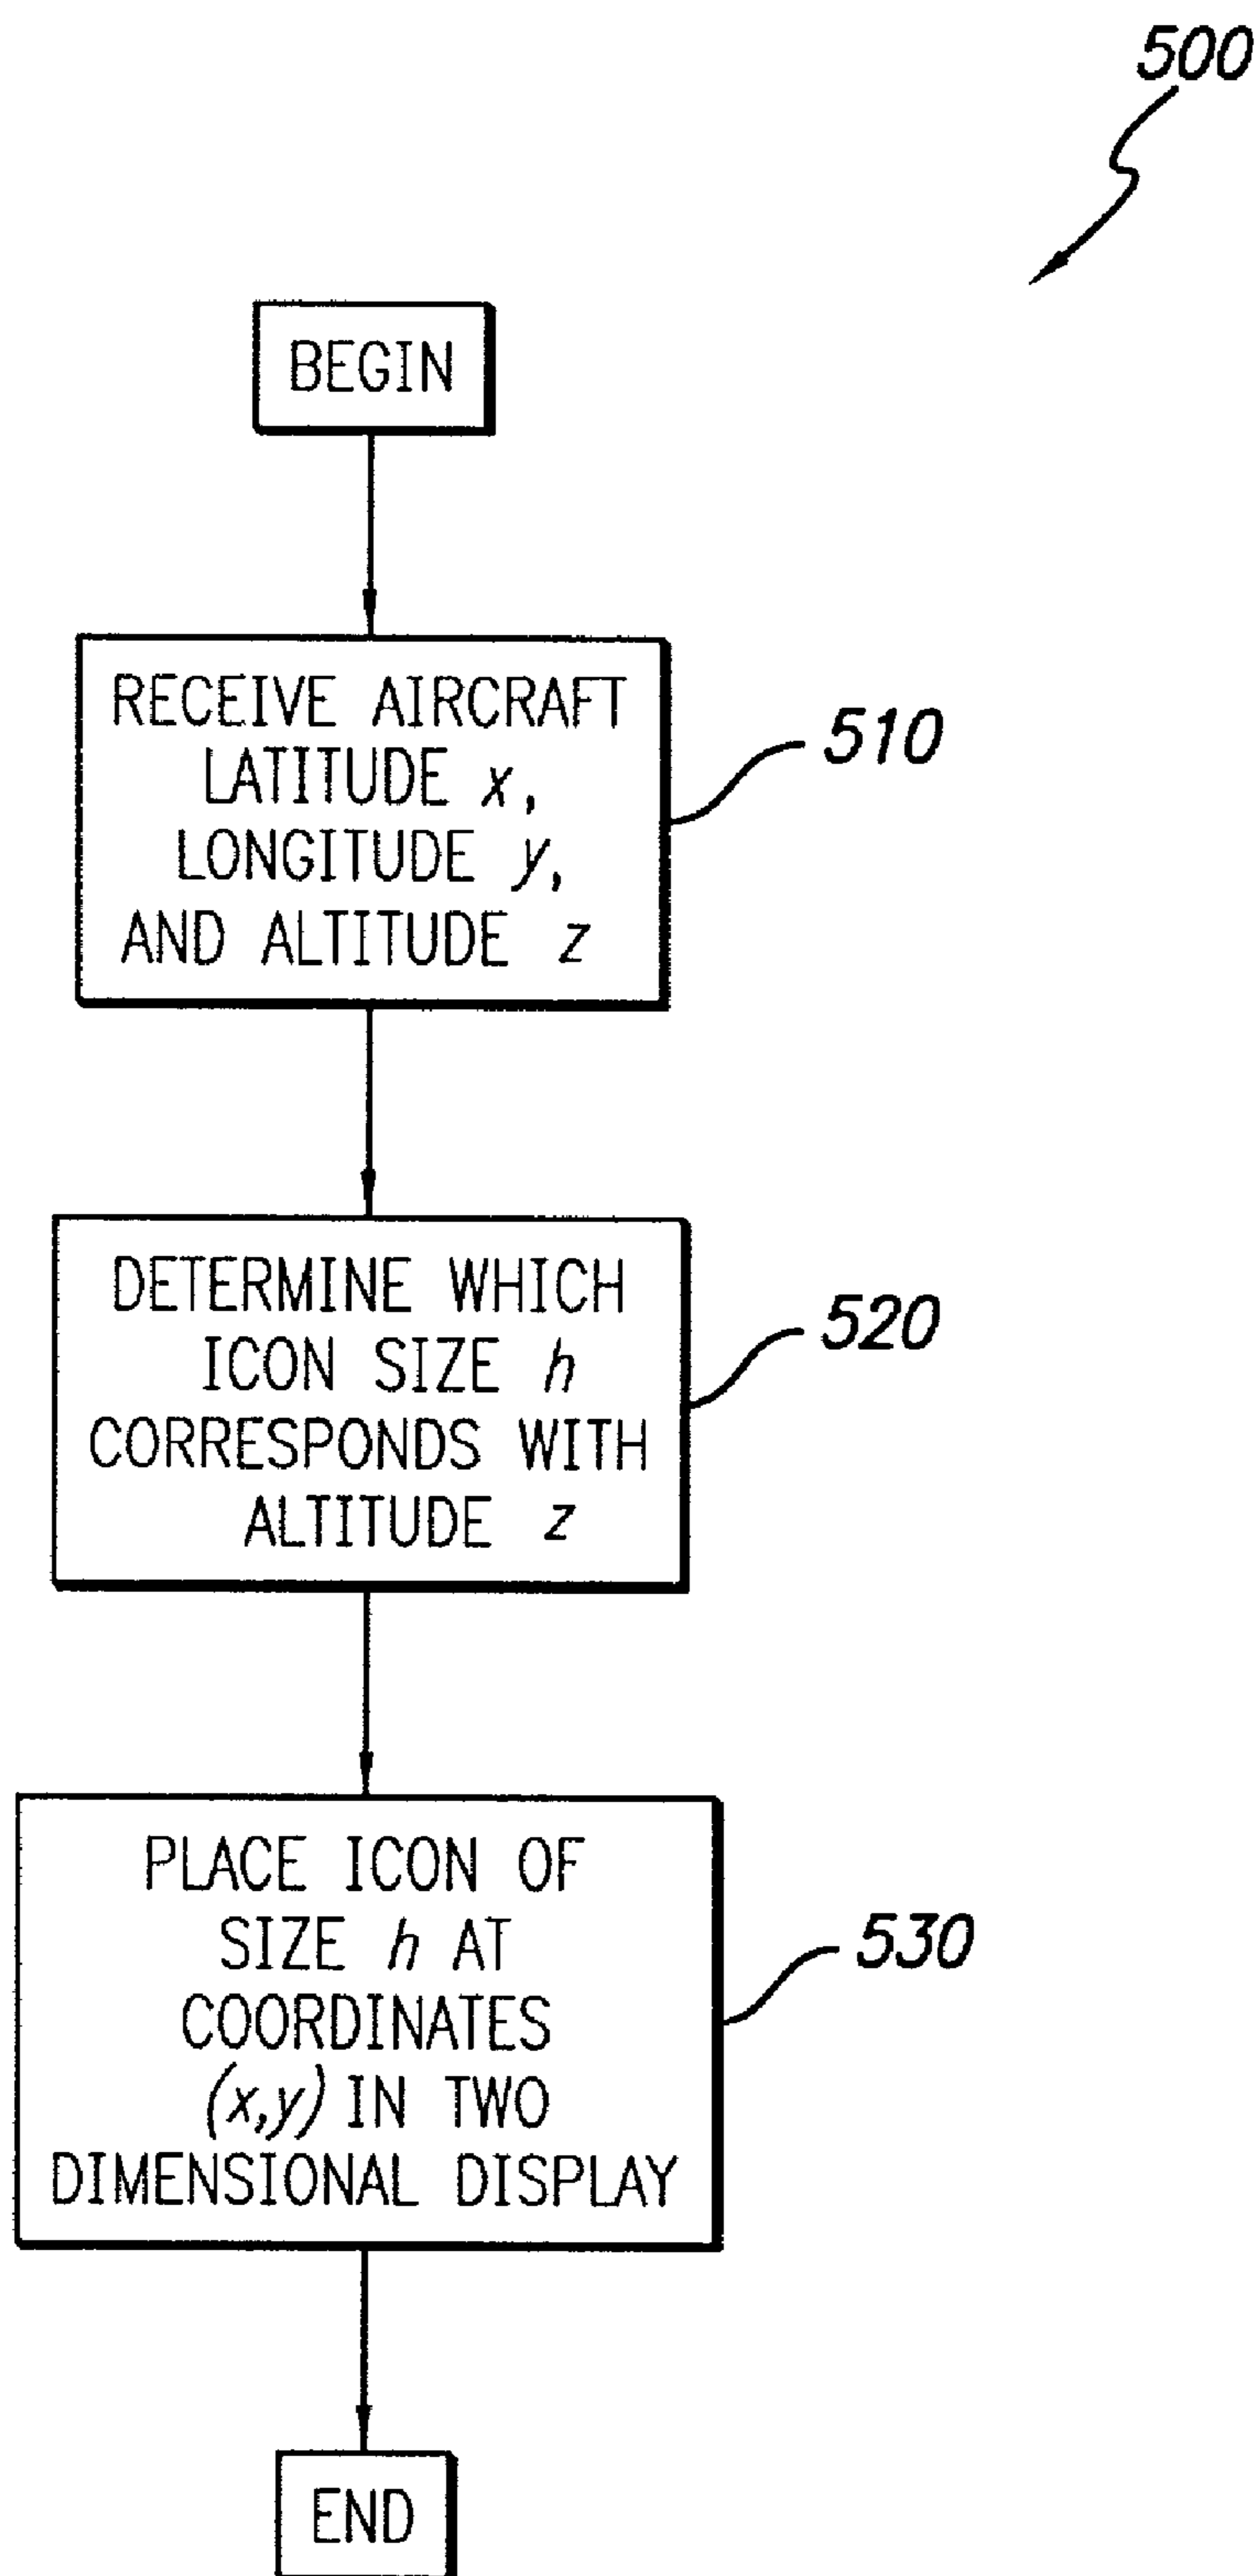 500
BEGIN
RECEIVE AIRCRAFT
LATITUDE x,
LONGITUDE y,
AND ALTITUDE z
510
DETERMINE WHICH
ICON SIZE h
CORRESPONDS WITH
ALTITUDE z
520
PLACE ICON OF
SIZE h AT
COORDINATES
(x,y) IN TWO
DIMENSIONAL DISPLAY
530
END